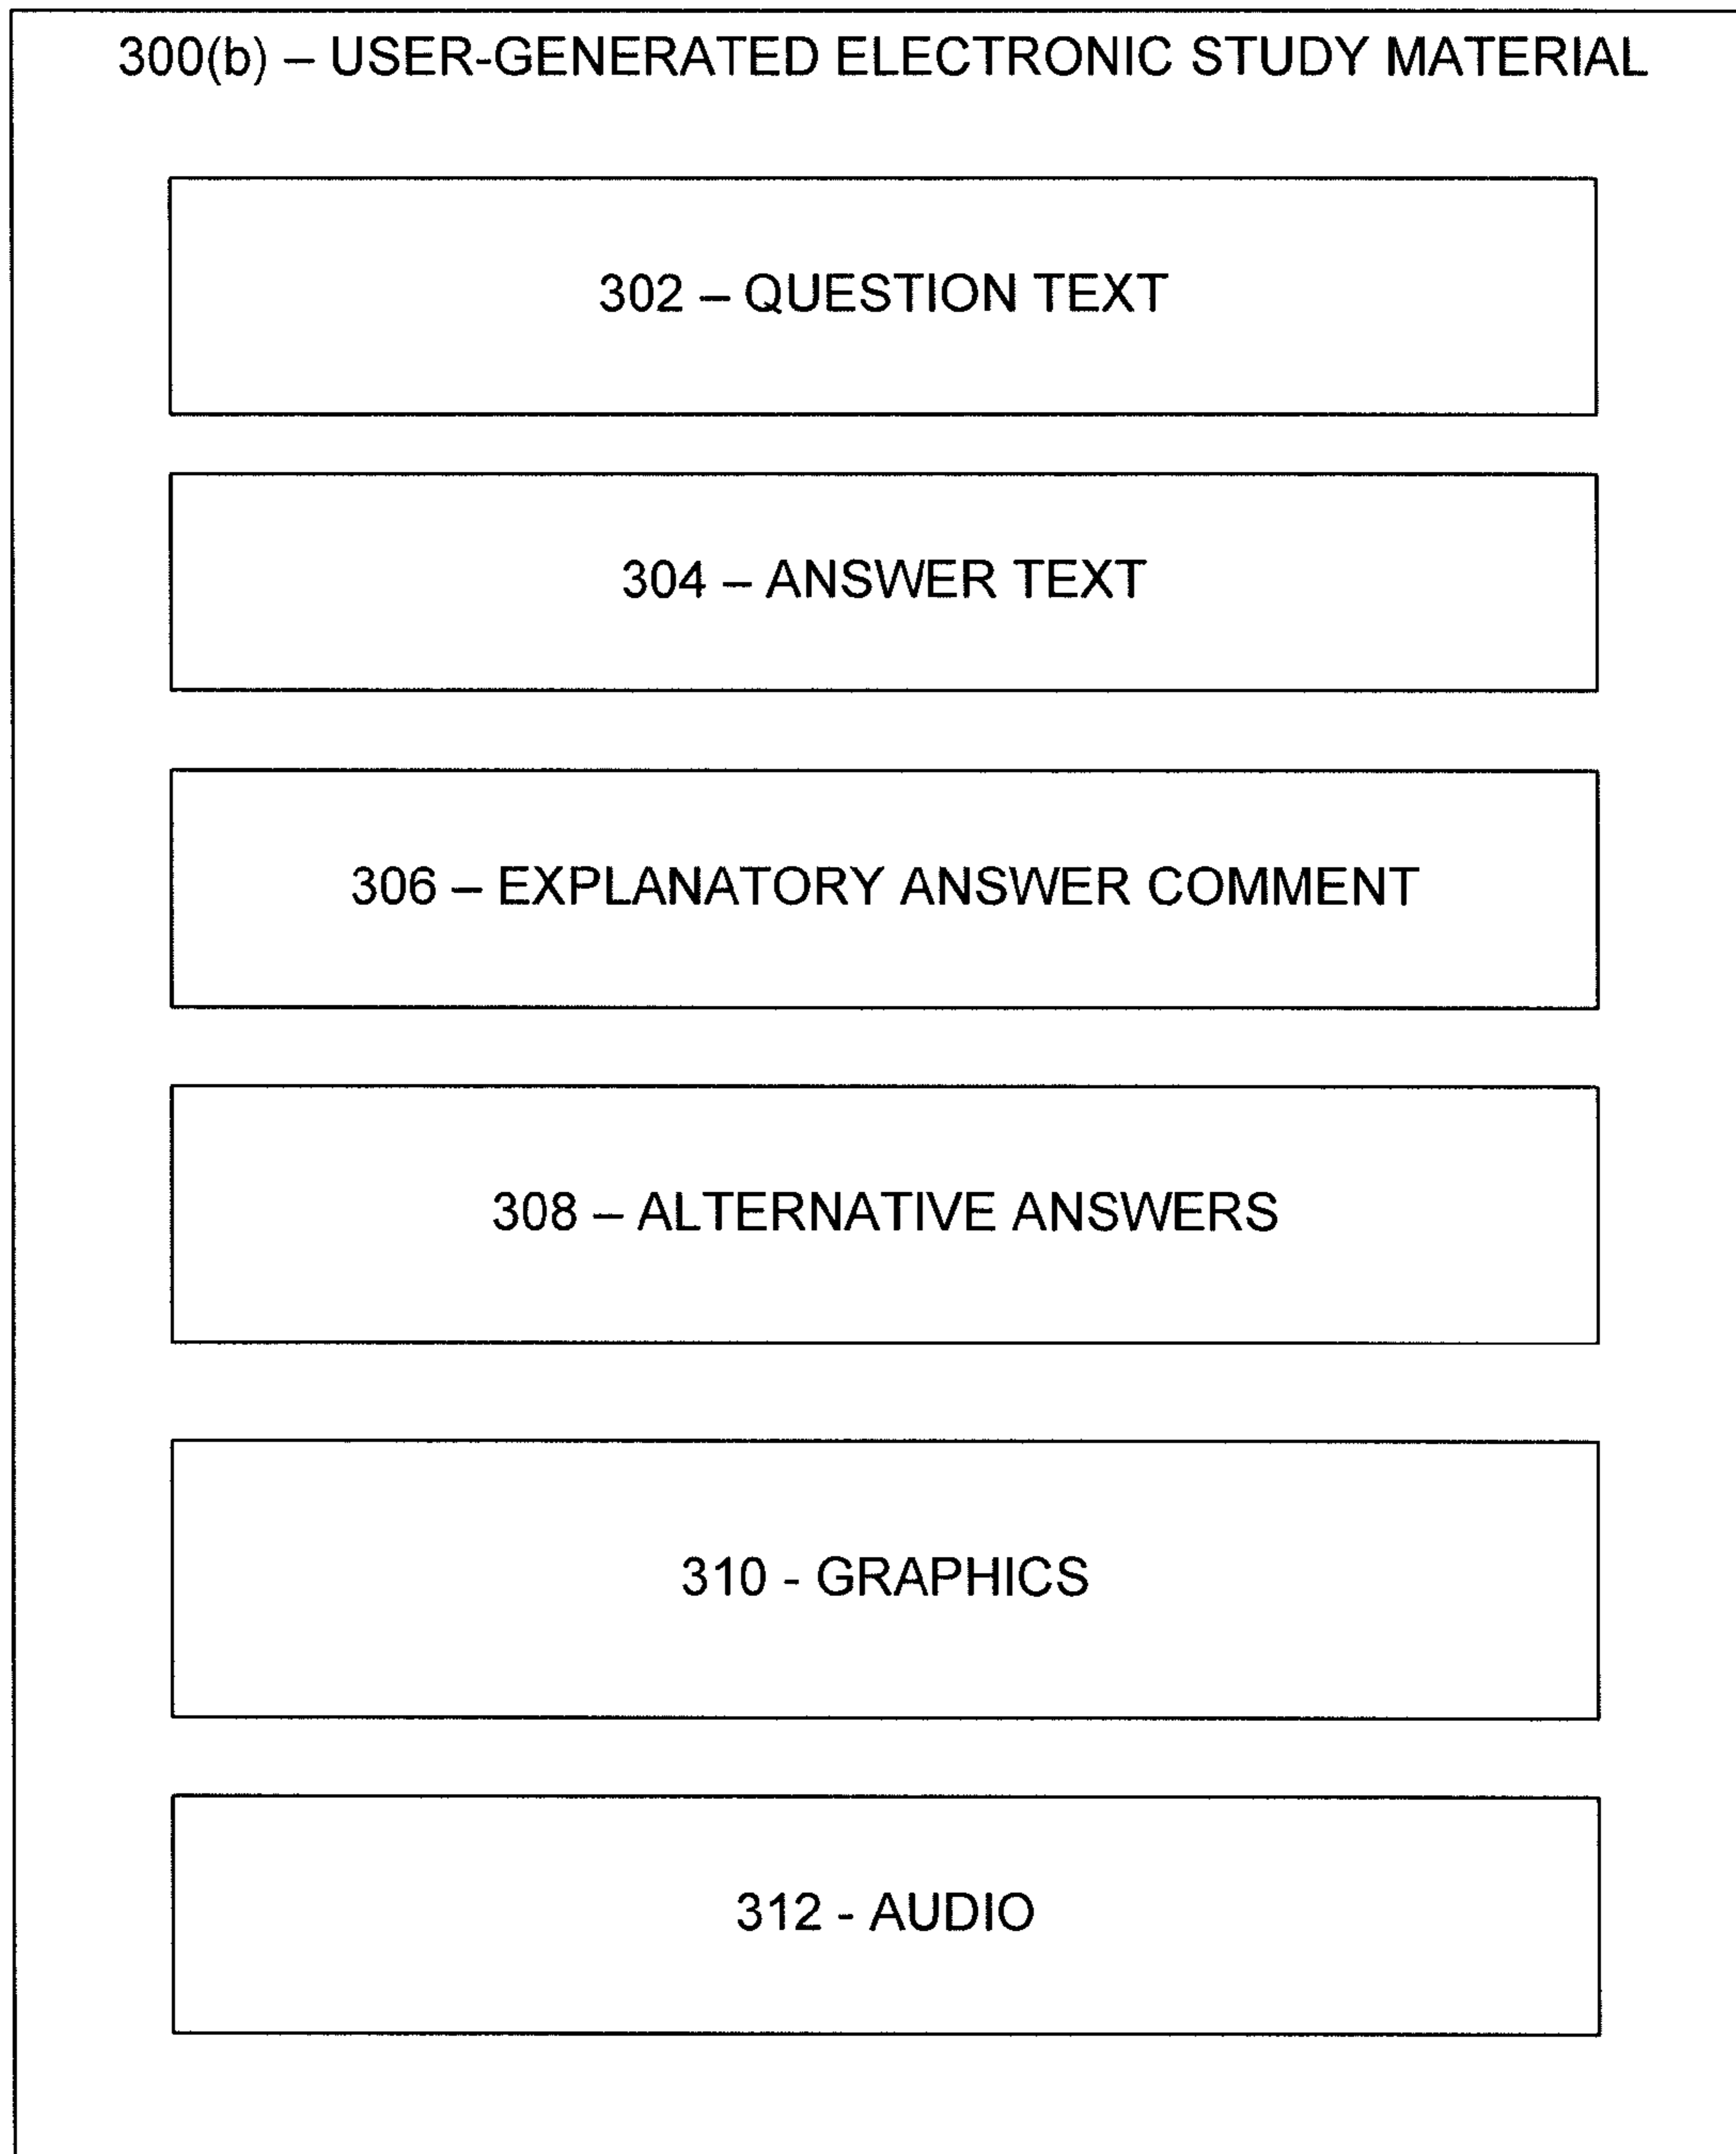 300(b) – USER-GENERATED ELECTRONIC STUDY MATERIAL
302 – QUESTION TEXT
304 – ANSWER TEXT
306 – EXPLANATORY ANSWER COMMENT
308 – ALTERNATIVE ANSWERS
310 - GRAPHICS
312 - AUDIO